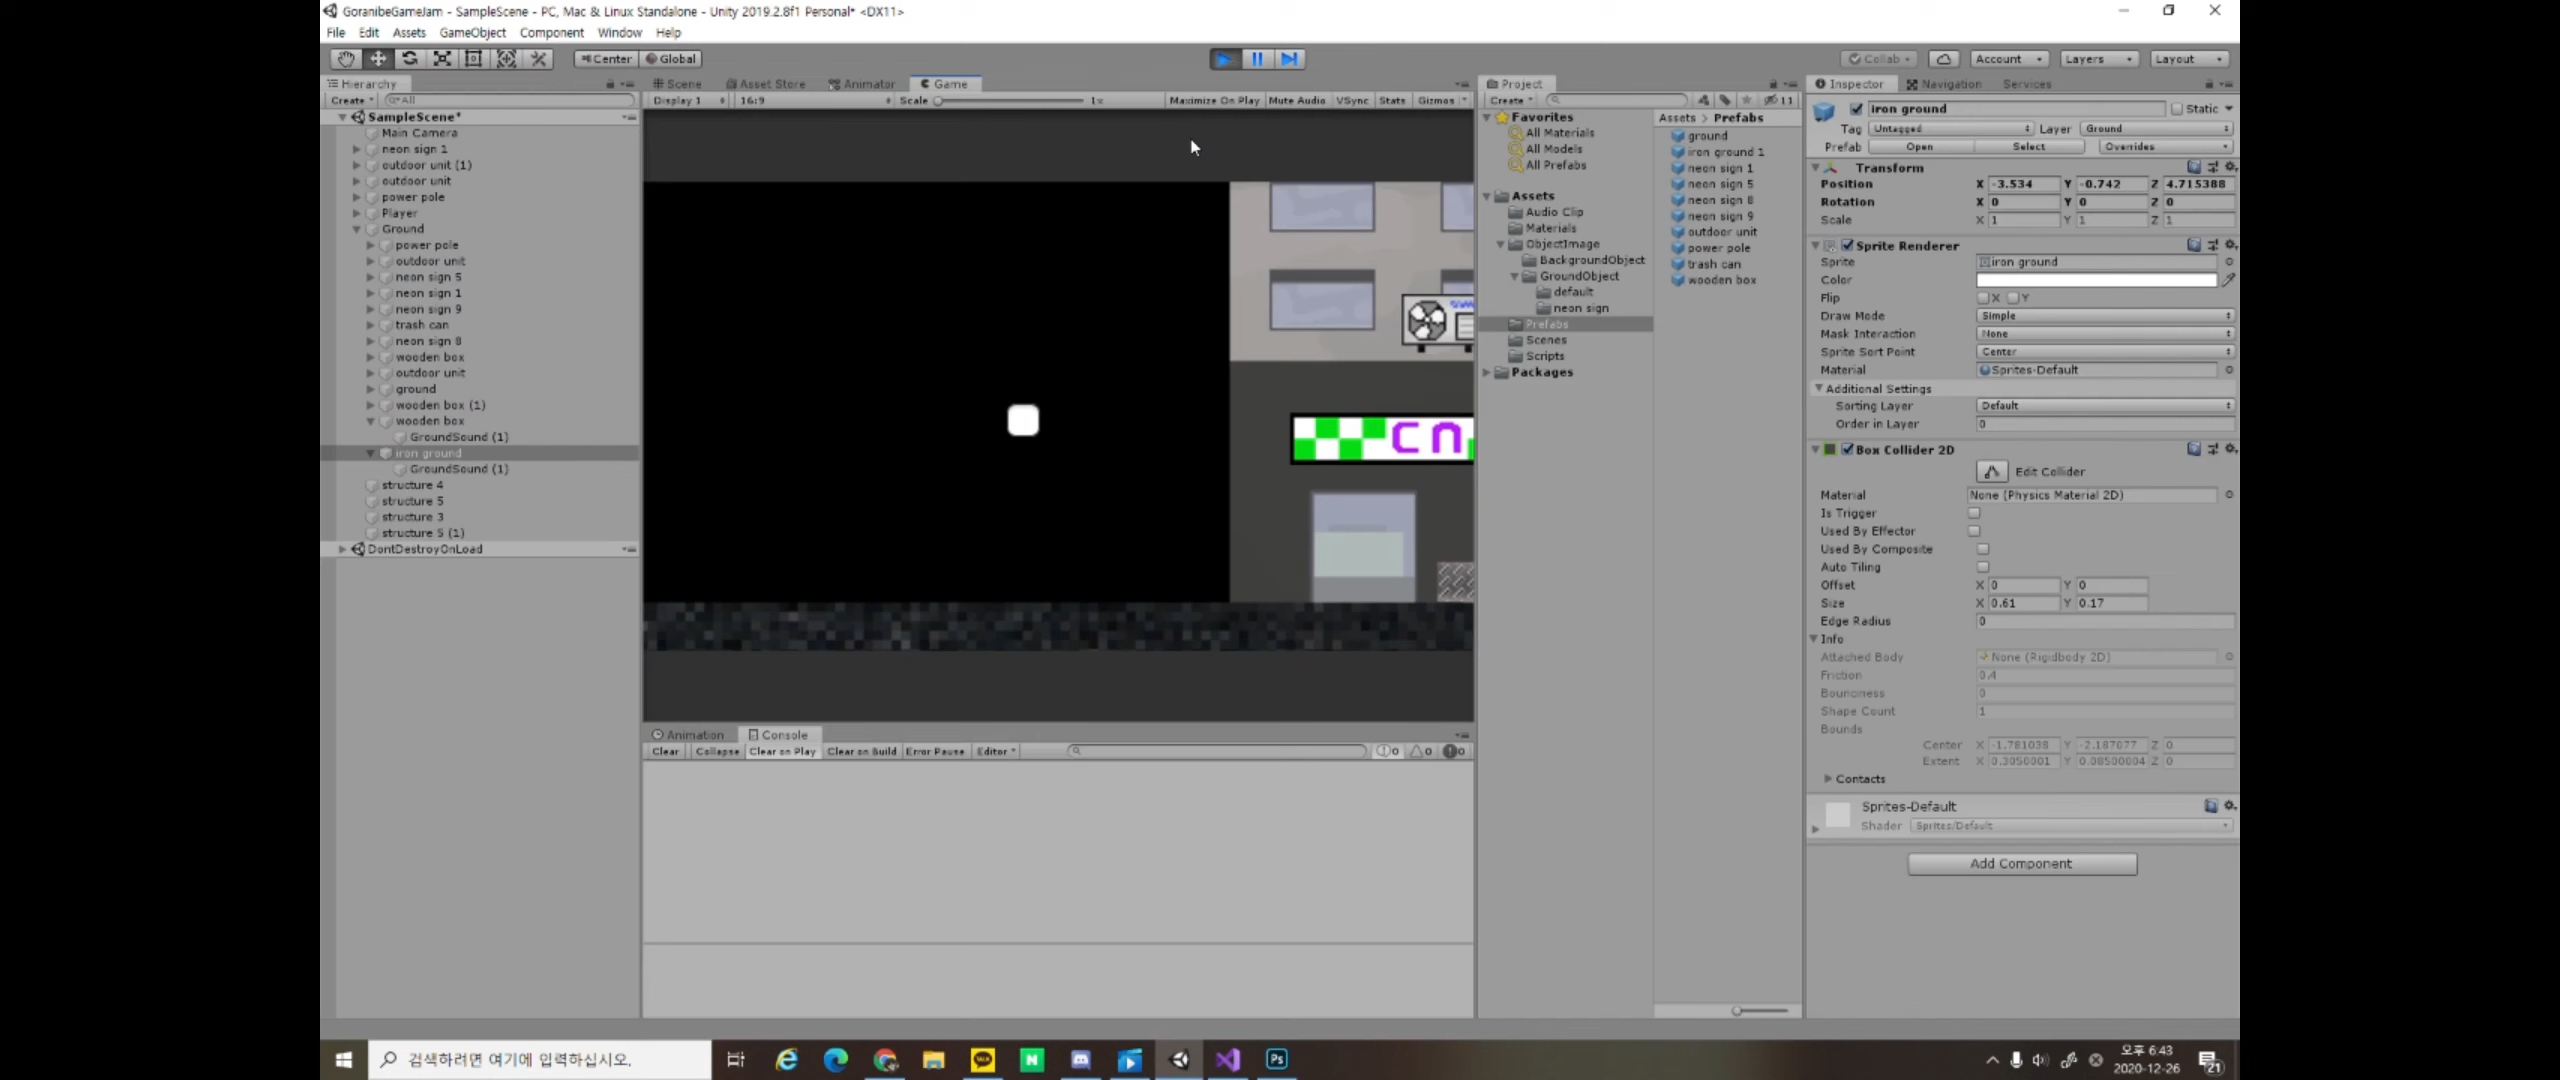 GoranibeGameJam - SampleScene - PC, Mac & Linux Standalone - Unity 2019.2.8f1 Personal* <DX11>
File Edit Assets GameObject Component Window Help
Center Global
Collab Account Layers Layout
Hierarchy
Create All
SampleScene*
Main Camera
neon sign 1
outdoor unit (1)
outdoor unit
power pole
Player
Ground
power pole
outdoor unit
neon sign 5
neon sign 1
neon sign 9
trash can
neon sign 8
wooden box
outdoor unit
ground
wooden box (1)
wooden box
GroundSound (1)
iron ground
GroundSound (1)
structure 4
structure 5
structure 3
structure 5 (1)
DontDestroyOnLoad
Scene Asset Store Animator Game
Display 1 16:9 Scale 1x Maximize On Play Mute Audio VSync Stats Gizmos
Animation Console
Clear Collapse Clear on Play Clear on Build Error Pause Editor 0 0 0
Project
Create 11
Favorites
All Materials
All Models
All Prefabs
Assets
Audio Clip
Materials
ObjectImage
BackgroundObject
GroundObject
default
neon sign
Prefabs
Scenes
Scripts
Packages
Assets > Prefabs
ground
iron ground 1
neon sign 1
neon sign 5
neon sign 8
neon sign 9
outdoor unit
power pole
trash can
wooden box
Inspector Navigation Services
iron ground Static
Tag Untagged Layer Ground
Prefab Open Select Overrides
Transform
Position X -3.534 Y -0.742 Z 4.715388
Rotation X 0 Y 0 Z 0
Scale X 1 Y 1 Z 1
Sprite Renderer
Sprite iron ground
Color
Flip X Y
Draw Mode Simple
Mask Interaction None
Sprite Sort Point Center
Material Sprites-Default
Additional Settings
Sorting Layer Default
Order in Layer 0
Box Collider 2D
Edit Collider
Material None (Physics Material 2D)
Is Trigger
Used By Effector
Used By Composite
Auto Tiling
Offset X 0 Y 0
Size X 0.61 Y 0.17
Edge Radius 0
Info
Attached Body None (Rigidbody 2D)
Friction 0.4
Bounciness 0
Shape Count 1
Bounds
Center X -1.781038 Y -2.187077 Z 0
Extent X 0.3050001 Y 0.08500004 Z 0
Contacts
Sprites-Default
Shader Sprites/Default
Add Component
검색하려면 여기에 입력하십시오.
TALK N Ps
오후 6:43
2020-12-26
21